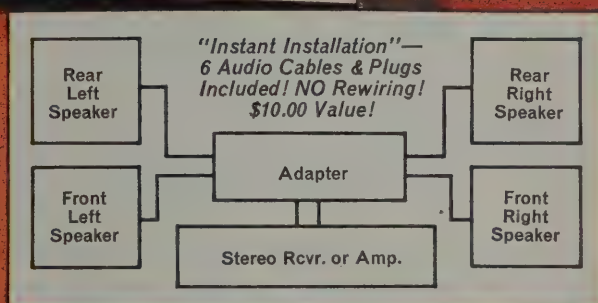 "Instant Installation"—
6 Audio Cables & Plugs
Included! NO Rewiring!
$10.00 Value!
Rear
Left
Speaker
Rear
Right
Speaker
Adapter
Front
Left
Speaker
Front
Right
Speaker
Stereo Rcvr. or Amp.